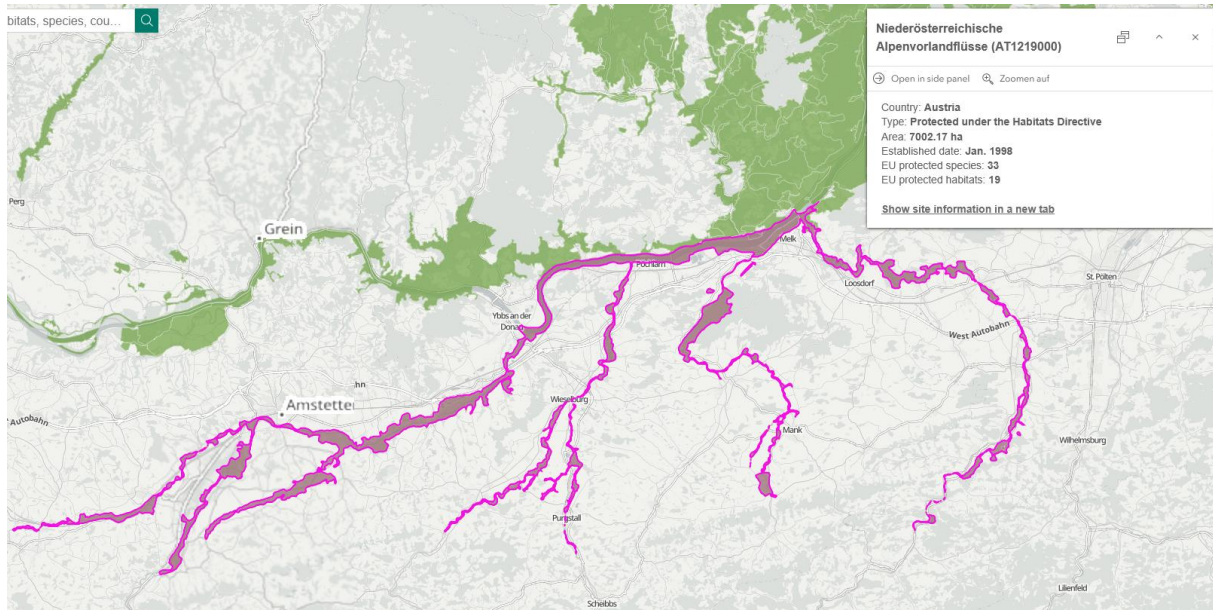 bitats, species, cou...
Niederösterreichische
Alpenvorlandflüsse (AT1219000)
Open in side panel
Zoomen auf
Country: Austria
Type: Protected under the Habitats Directive
Area: 7002.17 ha
Established date: Jan. 1998
EU protected species: 33
EU protected habitats: 19
Show site information in a new tab
Perg
Grein
Melk
Pöchlarn
Loosdorf
St. Pölten
Ybbs an der
Donau
West Autobahn
hn
Amstette
Autobahn
Wieselburg
Mank
Wilhelmsburg
Purgstall
Lilienfeld
Scheibbs